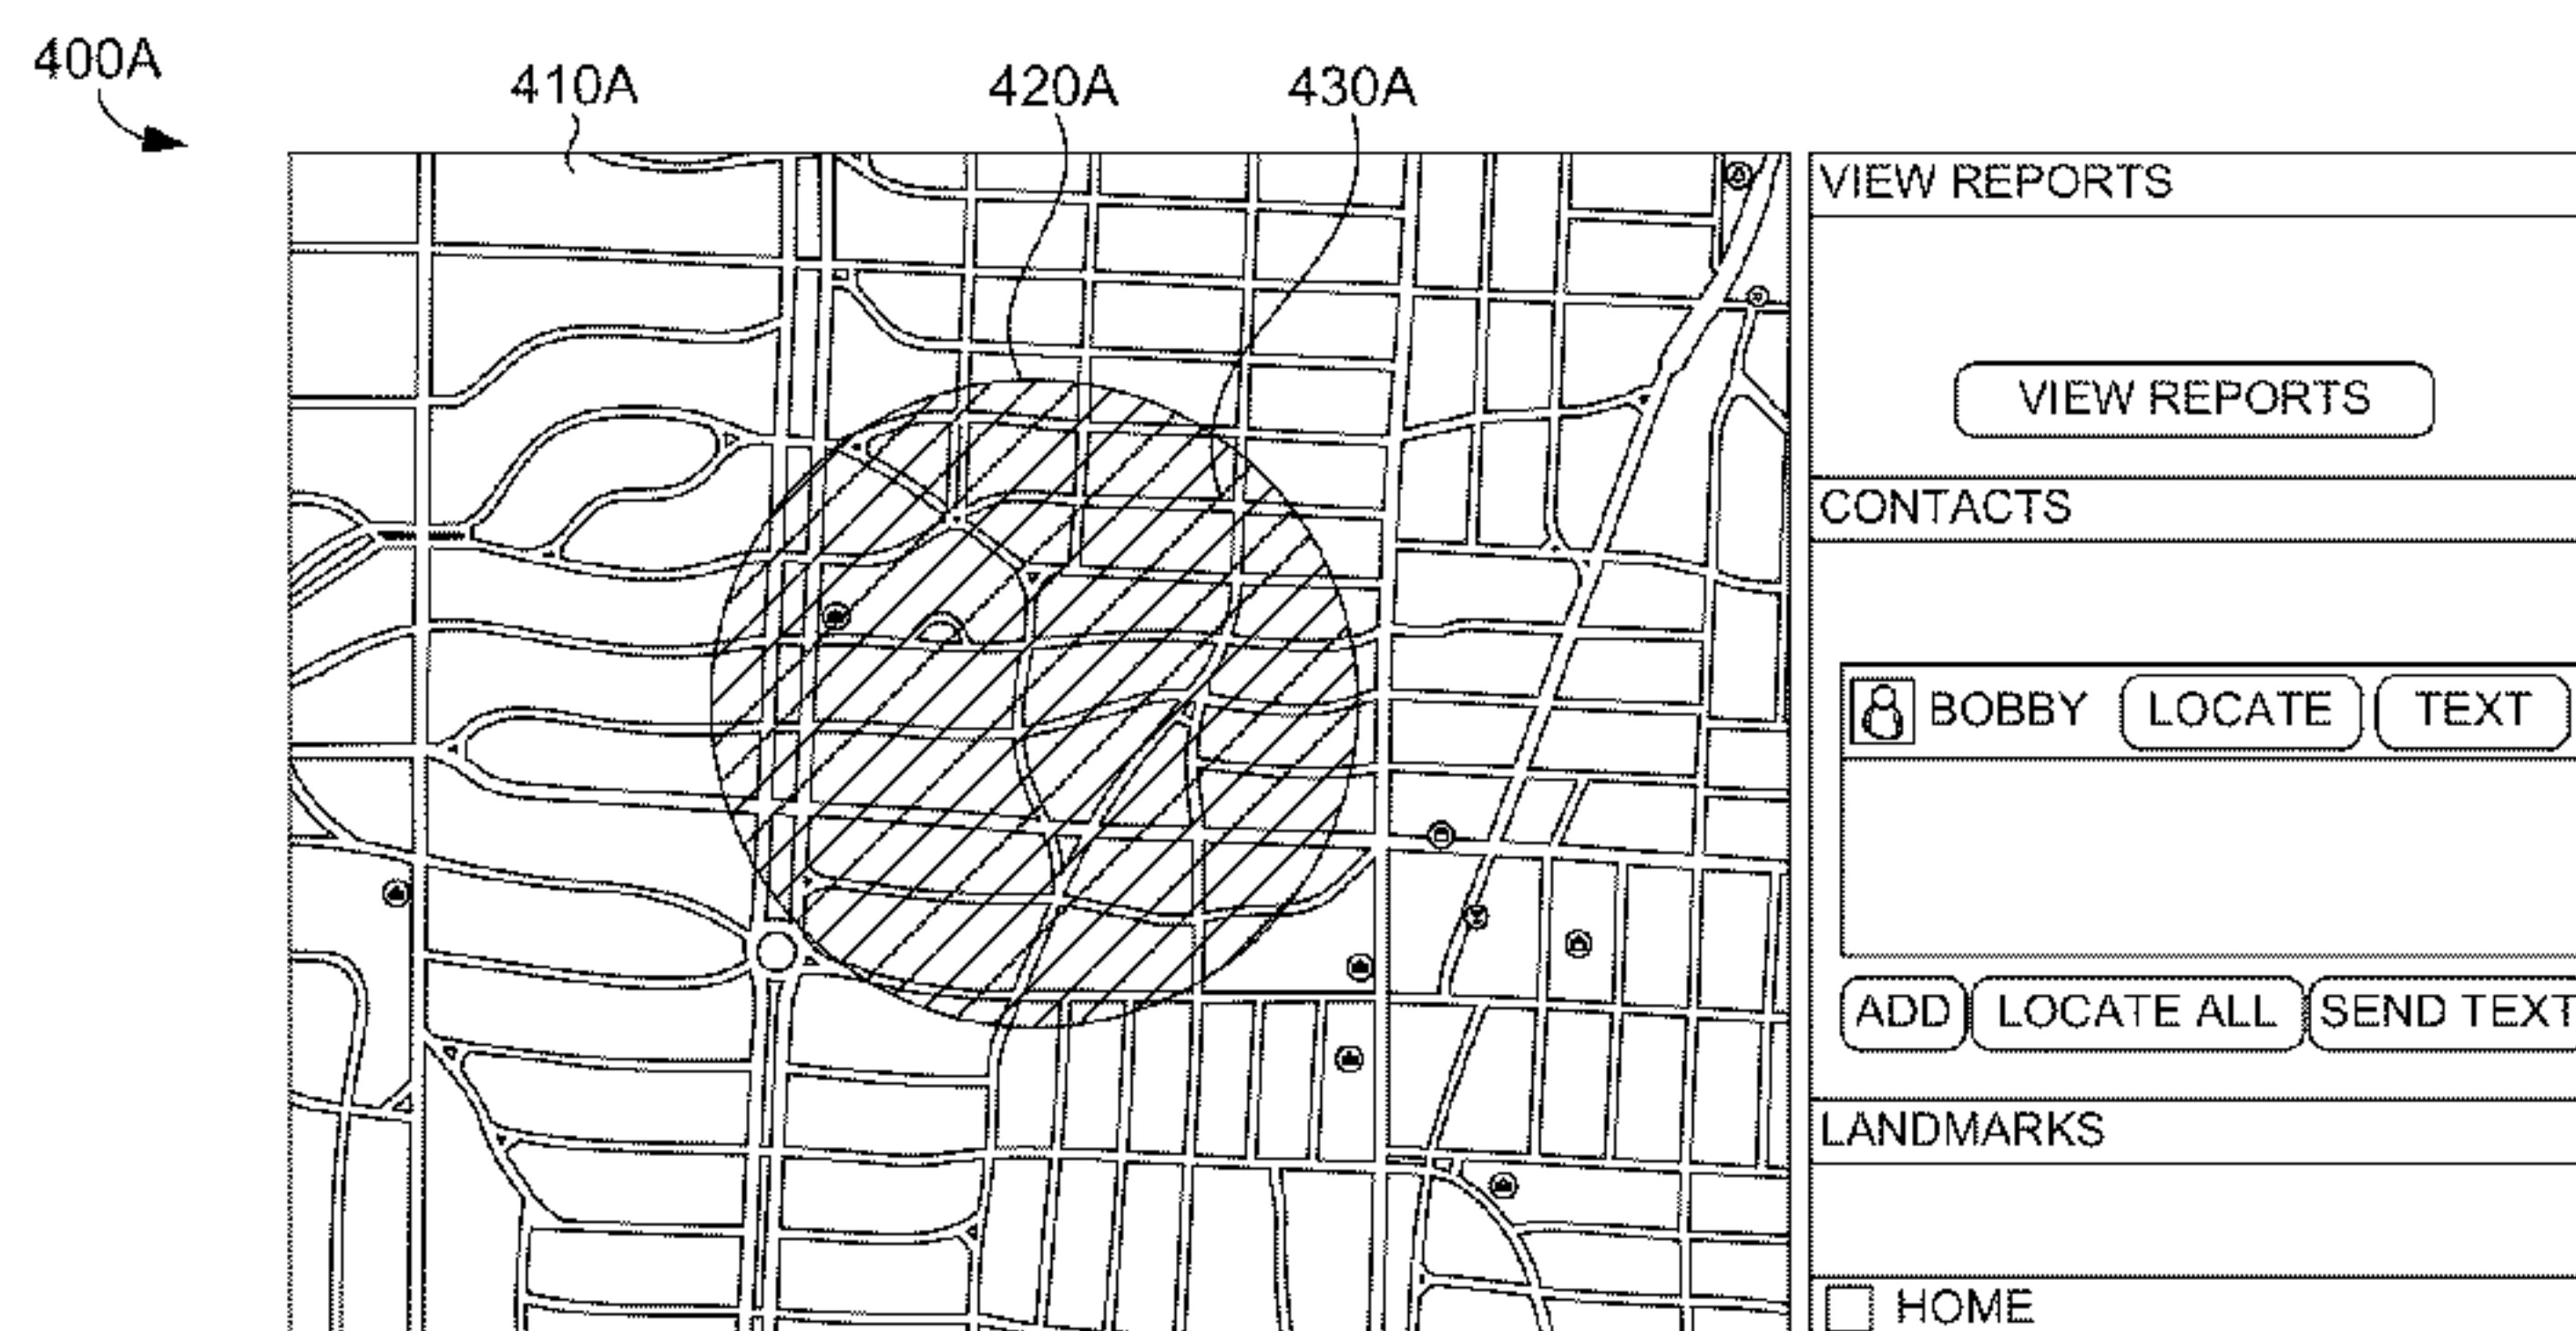 400A
410A
420A
430A
VIEW REPORTS
VIEW REPORTS
CONTACTS
BOBBY LOCATE TEXT
ADD LOCATE ALL SEND TEXT
LANDMARKS
HOME